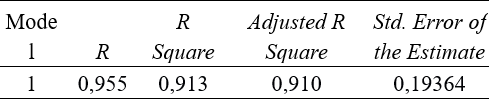 Mode R Adjusted R Std. Error of
l R Square Square the Estimate
1 0,955 0,913 0,910 0,19364